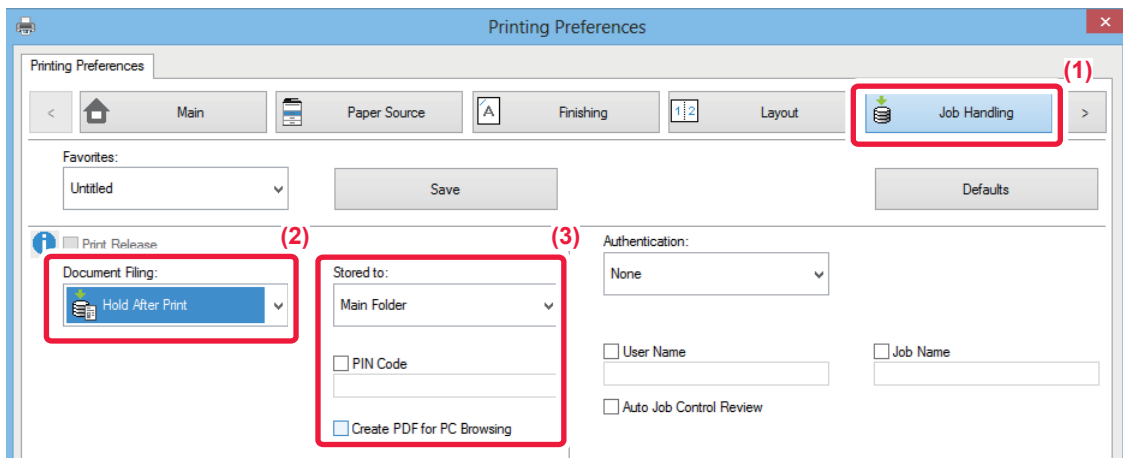 Printing Preferences
Printing Preferences
(1)
< Main Paper Source Finishing Layout Job Handling >
Favorites:
Untitled Save Defaults
Print Release (2) (3) Authentication:
Document Filing: Stored to: None
Hold After Print Main Folder
PIN Code User Name Job Name
Create PDF for PC Browsing Auto Job Control Review